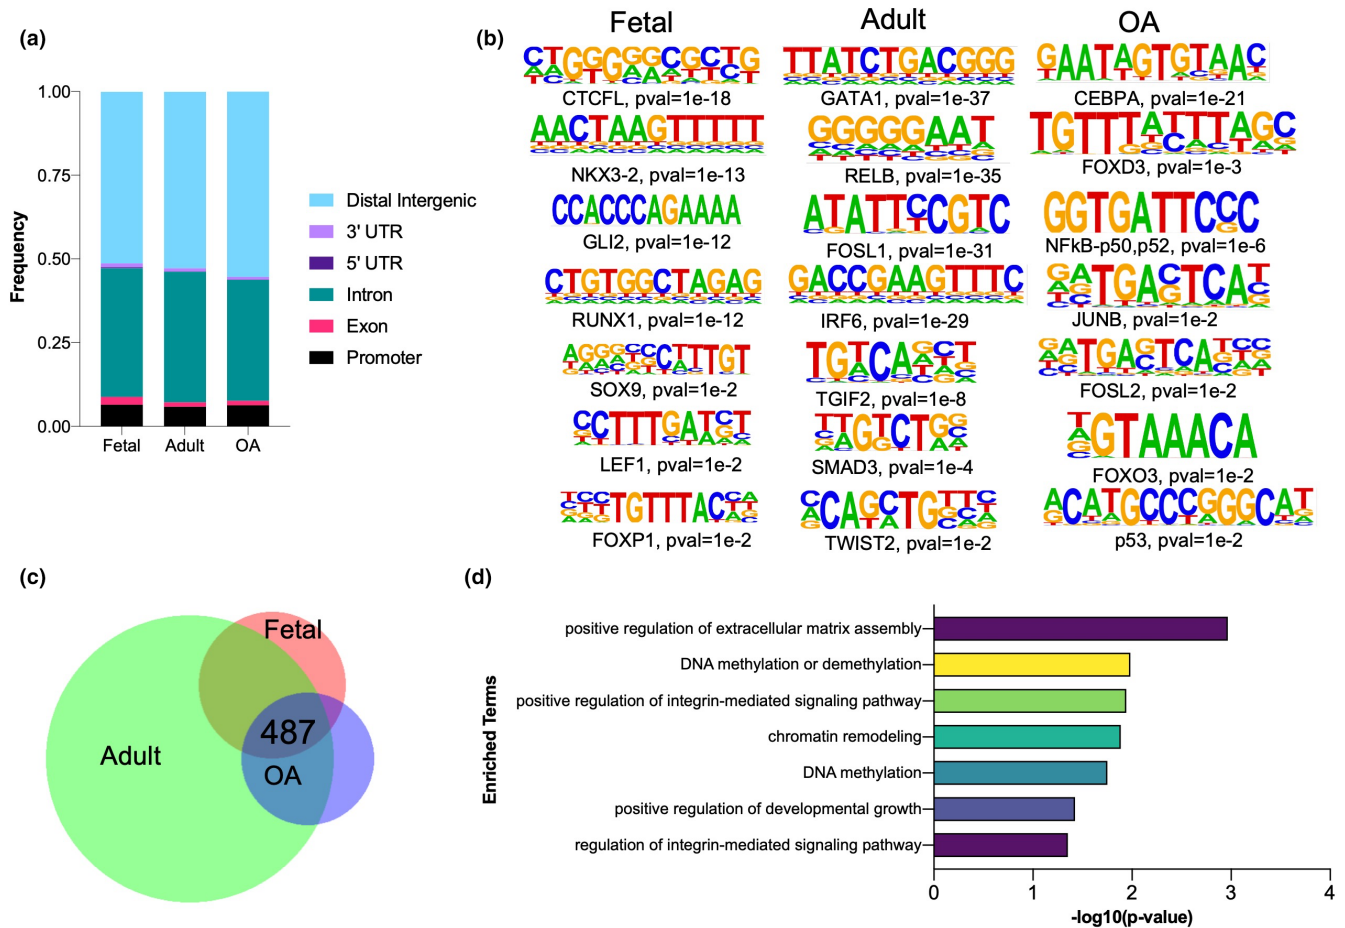 (a)
1.00
0.75
0.50
0.25
0.00
Frequency
Fetal
Adult
OA
Distal Intergenic
3' UTR
5' UTR
Intron
Exon
Promoter
(b)
Fetal
Adult
OA
CTCFL, pval=1e-18
GATA1, pval=1e-37
CEBPA, pval=1e-21
NKX3-2, pval=1e-13
RELB, pval=1e-35
FOXD3, pval=1e-3
GLI2, pval=1e-12
FOSL1, pval=1e-31
NFkB-p50,p52, pval=1e-6
RUNX1, pval=1e-12
IRF6, pval=1e-29
JUNB, pval=1e-2
SOX9, pval=1e-2
TGIF2, pval=1e-8
FOSL2, pval=1e-2
LEF1, pval=1e-2
SMAD3, pval=1e-4
FOXO3, pval=1e-2
FOXP1, pval=1e-2
TWIST2, pval=1e-2
p53, pval=1e-2
(c)
Fetal
487
Adult
OA
(d)
Enriched Terms
positive regulation of extracellular matrix assembly
DNA methylation or demethylation
positive regulation of integrin-mediated signaling pathway
chromatin remodeling
DNA methylation
positive regulation of developmental growth
regulation of integrin-mediated signaling pathway
0
1
2
3
4
-log10(p-value)